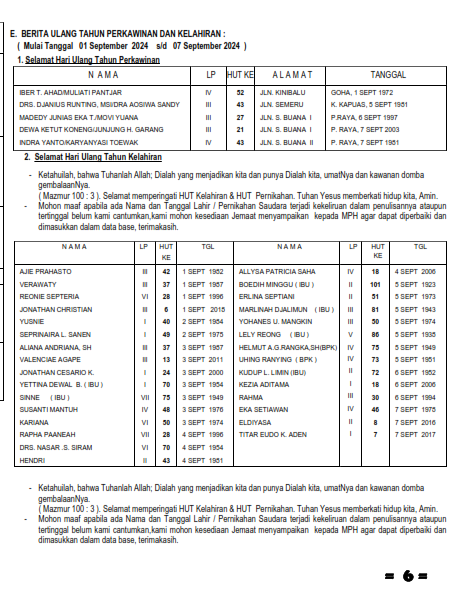 E. BERITA ULANG TAHUN PERKAWINAN DAN KELAHIRAN :
( Mulai Tanggal 01 September 2024 s/d 07 September 2024 )
1. Selamat Hari Ulang Tahun Perkawinan
N A M A LP HUT KE A L A M A T TANGGAL
IBER T. AHAD/MULIATI PANTJAR IV 52 JLN. KINIBALU GOHA, 1 SEPT 1972
DRS. DJANIUS RUNTING, MSI/DRA AOSIWA SANDY III 43 JLN. SEMERU K. KAPUAS, 5 SEPT 1981
MADEDY JUNIAS EKA T./MOVI YUANA III 27 JLN. S. BUANA I P.RAYA, 6 SEPT 1997
DEWA KETUT KONENG/JUNJUNG H. GARANG III 21 JLN. S. BUANA I P.RAYA, 7 SEPT 2003
INDRA YANTO/KARYANYASI TOEWAK IV 43 JLN. S. BUANA II P. RAYA, 7 SEPT 1981
2. Selamat Hari Ulang Tahun Kelahiran
- Ketahuilah, bahwa Tuhanlah Allah; Dialah yang menjadikan kita dan punya Dialah kita, umatNya dan kawanan domba
gembalaanNya.
( Mazmur 100 : 3 ). Selamat memperingati HUT Kelahiran & HUT Pernikahan. Tuhan Yesus memberkati hidup kita, Amin.
- Mohon maaf apabila ada Nama dan Tanggal Lahir / Pernikahan Saudara terjadi kekeliruan dalam penulisannya ataupun
tertinggal belum kami cantumkan,kami mohon kesediaan Jemaat menyampaikan kepada MPH agar dapat diperbaiki dan
dimasukkan dalam data base, terimakasih.
N A M A LP HUT KE TGL N A M A LP HUT KE TGL
AJIE PRAHASTO III 42 1 SEPT 1982 ALLYSA PATRICIA SAHA IV 18 4 SEPT 2006
VERAWATY III 37 1 SEPT 1987 BOEDIH MINGGU ( IBU ) II 101 5 SEPT 1923
REONIE SEPTERIA VI 28 1 SEPT 1996 ERLINA SEPTIANI II 51 5 SEPT 1973
JONATHAN CHRISTIAN III 6 1 SEPT 2018 MARLINAH DJALIMUN ( IBU ) III 81 5 SEPT 1943
YUSNIE I 40 2 SEPT 1984 YOHANES U. MANGKIN III 50 5 SEPT 1974
SEPRINAIRA L. SANEN I 49 2 SEPT 1975 LELY REONG ( IBU ) V 86 5 SEPT 1938
ALIANA ANDRIANA, SH III 37 3 SEPT 1987 HELMUT A.G.RANGKA,SH(BPK) IV 75 5 SEPT 1949
VALENCIAE AGAPE III 13 3 SEPT 2011 UHING RANYING ( BPK ) IV 73 5 SEPT 1951
JONATHAN CESARIO K. I 24 3 SEPT 2000 KUDUP L. LIMIN (IBU) II 72 6 SEPT 1952
YETTINA DEWAL B. ( IBU ) I 70 3 SEPT 1954 KEZIA ADITAMA I 18 6 SEPT 2006
SINNE ( IBU ) VII 75 3 SEPT 1949 RAHMA III 30 6 SEPT 1994
SUSANTI MANTUH IV 48 3 SEPT 1976 EKA SETIAWAN IV 46 7 SEPT 1978
KARIANA VI 50 3 SEPT 1974 ELDIYASA II 8 7 SEPT 2016
RAPHA PAANEAH VII 28 4 SEPT 1996 TITAR EUDO K. ADEN I 7 7 SEPT 2017
DRS. NASAR .S. SIRAM VI 70 4 SEPT 1954
HENDRI II 43 4 SEPT 1981
- Ketahuilah, bahwa Tuhanlah Allah; Dialah yang menjadikan kita dan punya Dialah kita, umatNya dan kawanan domba
gembalaanNya.
( Mazmur 100 : 3 ). Selamat memperingati HUT Kelahiran & HUT Pernikahan. Tuhan Yesus memberkati hidup kita, Amin.
- Mohon maaf apabila ada Nama dan Tanggal Lahir / Pernikahan Saudara terjadi kekeliruan dalam penulisannya ataupun
tertinggal belum kami cantumkan,kami mohon kesediaan Jemaat menyampaikan kepada MPH agar dapat diperbaiki dan
dimasukkan dalam data base, terimakasih.
= 6 =